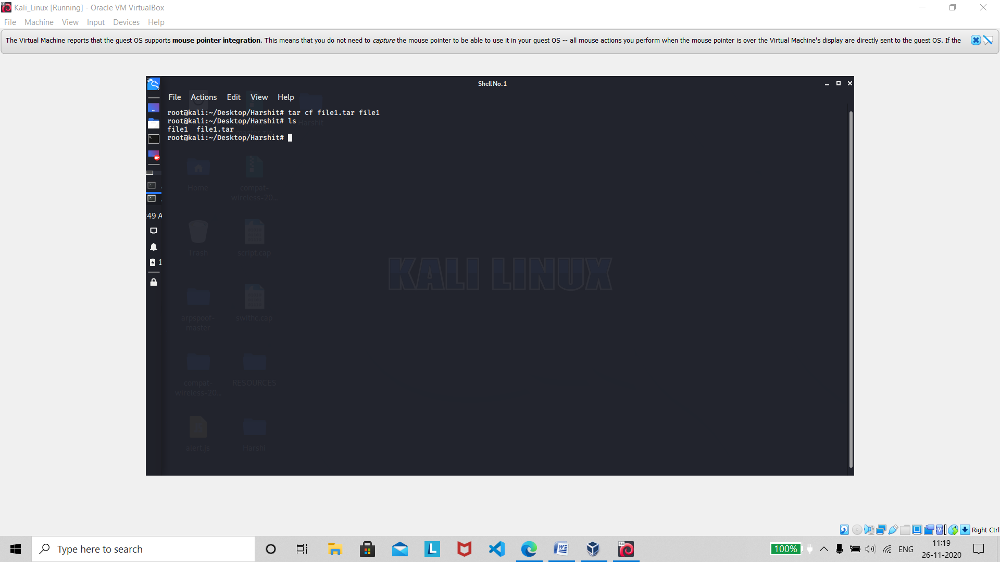 Kali_Linux [Running] - Oracle VM VirtualBox
File Machine View Input Devices Help
The Virtual Machine reports that the guest OS supports mouse pointer integration. This means that you do not need to capture the mouse pointer to be able to use it in your guest OS -- all mouse actions you perform when the mouse pointer is over the Virtual Machine's display are directly sent to the guest OS. If the
Shell No. 1
File Actions Edit View Help
root@kali:~/Desktop/Harshit# tar cf file1.tar file1
root@kali:~/Desktop/Harshit# ls
Harshit
file1  file1.tar
root@kali:~/Desktop/Harshit#
Home
compat-
wireless-20...
:49 A
Trash
script.cap
1
KALI LINUX
arpspoof-
master
swithc.cap
compat-
wireless-20...
RESOURCES
alert.js
Harshi
Right Ctrl
Type here to search
L
64
100%
ENG
11:19
26-11-2020